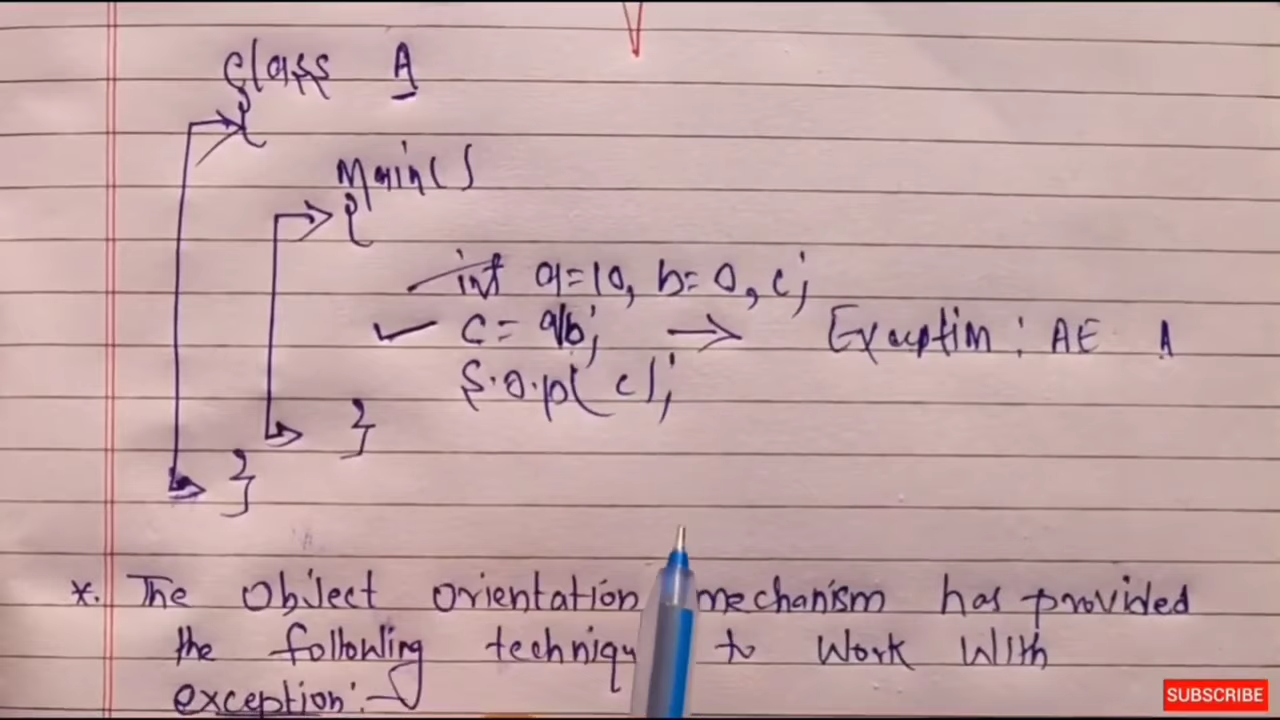 class A
{
Main()
{
int a=10, b=0, c;
c= a/b; → Exception: AE
S.o.p( c);
}
}
*. The object orientation mechanism has provided
the following to work with
exception:-
SUBSCRIBE